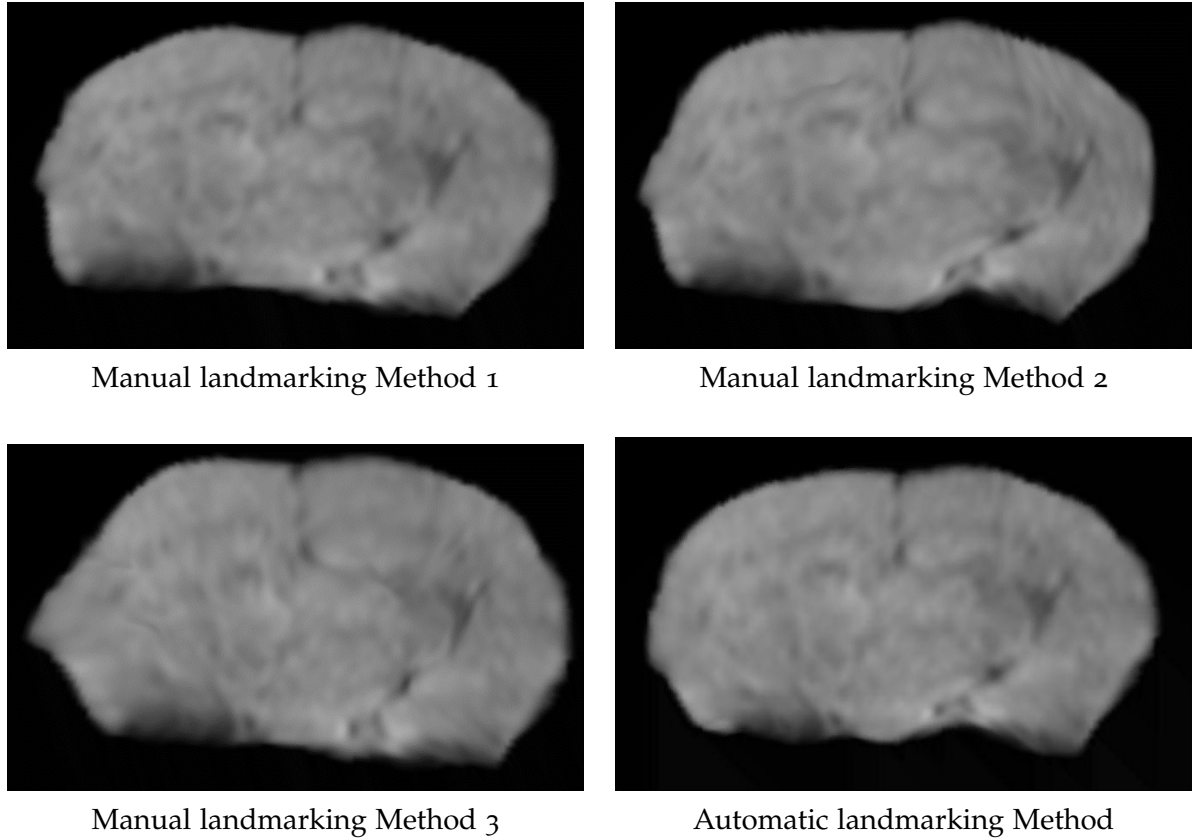 Manual landmarking Method 1
Manual landmarking Method 2
Manual landmarking Method 3
Automatic landmarking Method